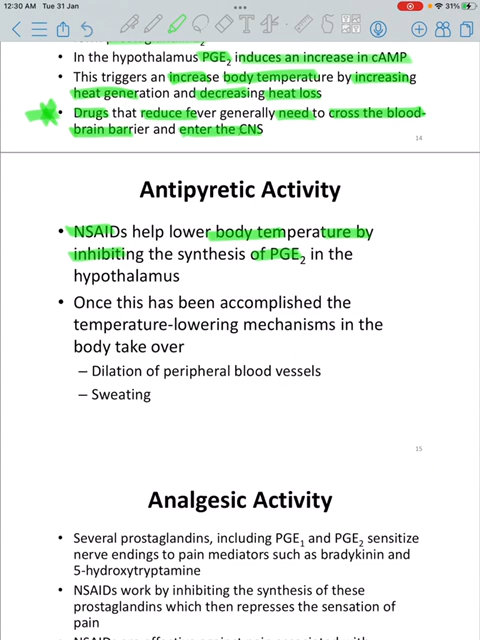 12:30 AM Tue 31 Jan
31%
• In the hypothalamus PGE₂ induces an increase in cAMP
• This triggers an increase body temperature by increasing
heat generation and decreasing heat loss
• Drugs that reduce fever generally need to cross the blood-
brain barrier and enter the CNS
14
Antipyretic Activity
• NSAIDs help lower body temperature by
inhibiting the synthesis of PGE₂ in the
hypothalamus
• Once this has been accomplished the
temperature-lowering mechanisms in the
body take over
– Dilation of peripheral blood vessels
– Sweating
15
Analgesic Activity
• Several prostaglandins, including PGE₁ and PGE₂ sensitize
nerve endings to pain mediators such as bradykinin and
5-hydroxytryptamine
• NSAIDs work by inhibiting the synthesis of these
prostaglandins which then represses the sensation of
pain